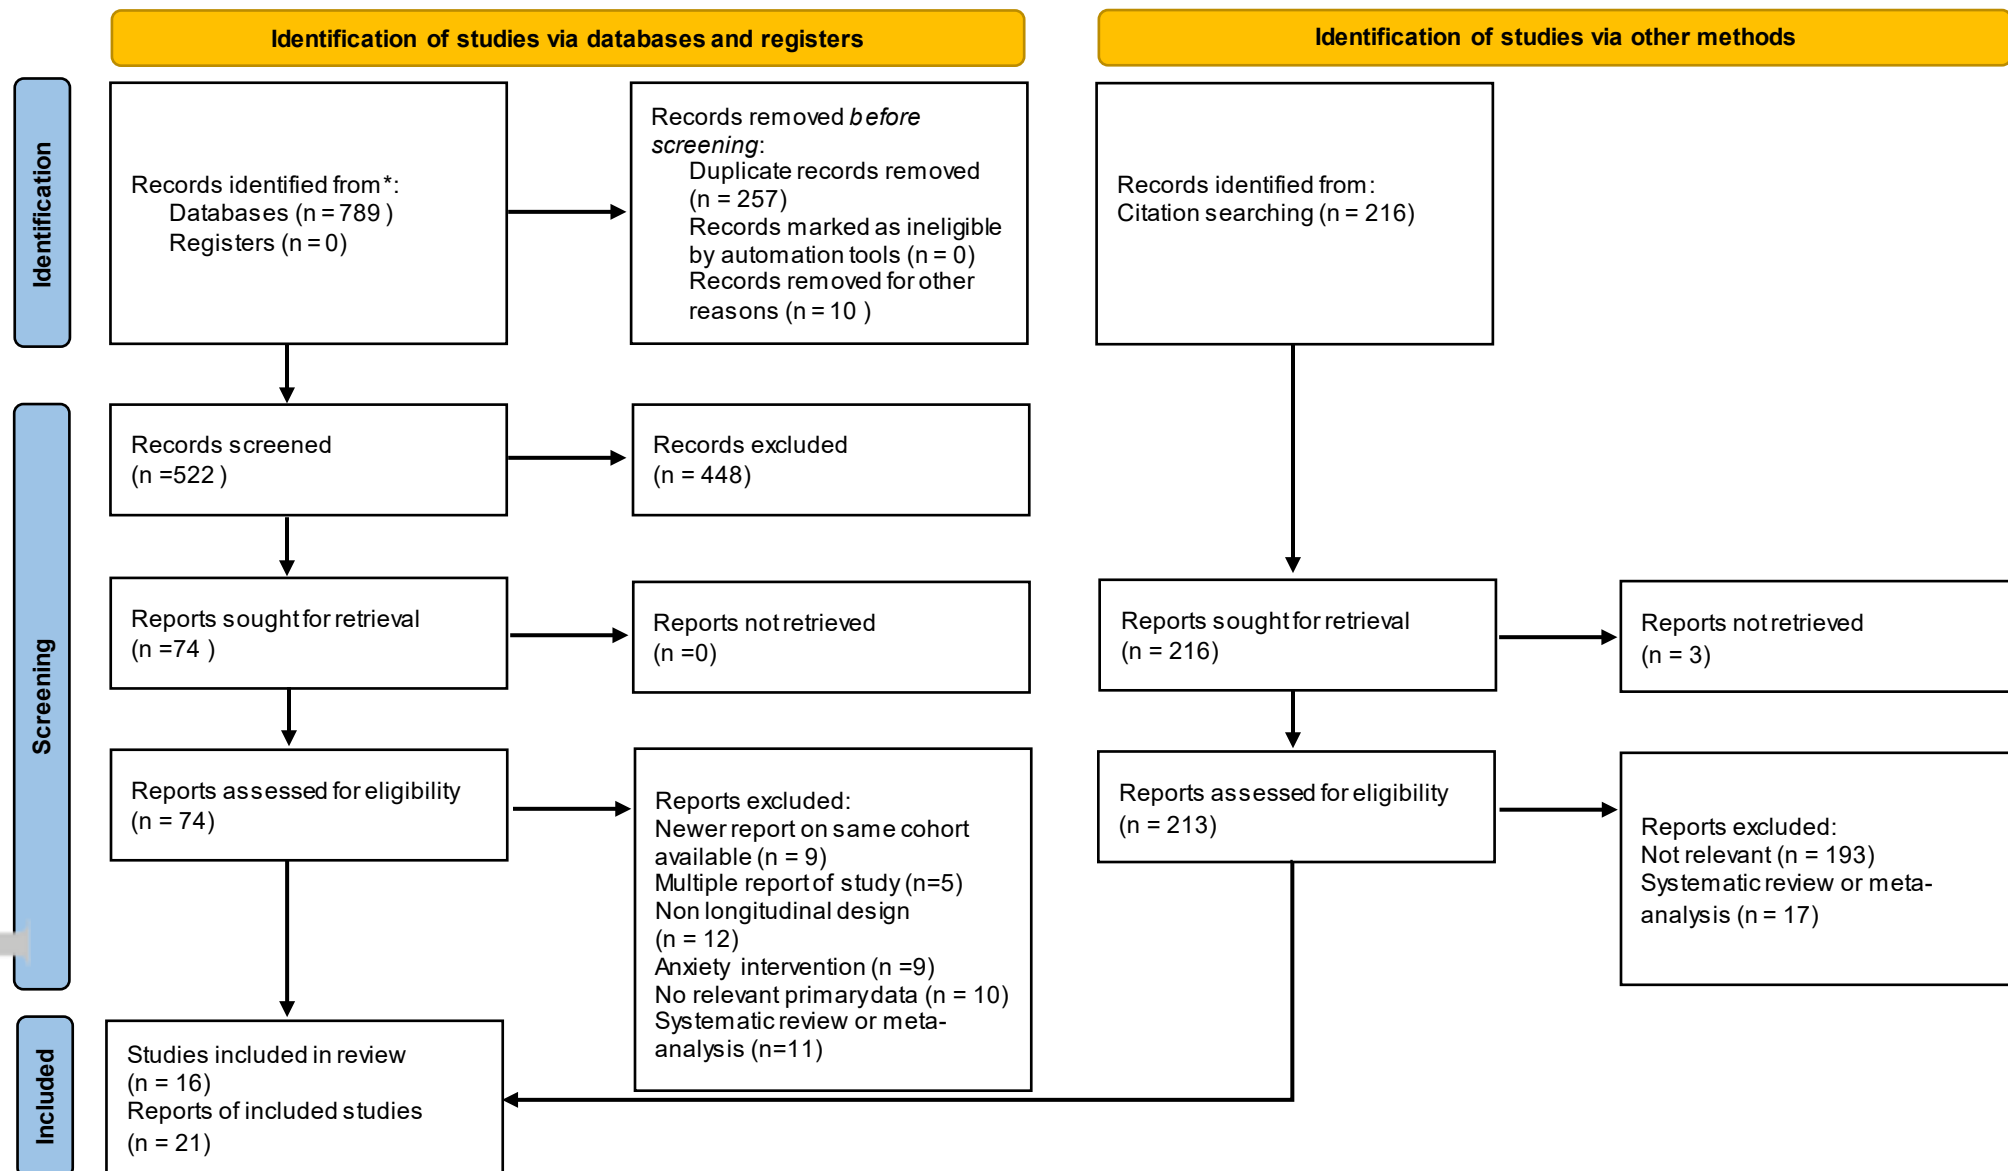 Identification of studies via databases and registers
Identification of studies via other methods
Identification
Records identified from*:
Databases (n = 789 )
Registers (n = 0)
Records removed before
screening:
Duplicate records removed
(n = 257)
Records marked as ineligible
by automation tools (n = 0)
Records removed for other
reasons (n = 10 )
Records identified from:
Citation searching (n = 216)
Screening
Records screened
(n =522 )
Records excluded
(n = 448)
Reports sought for retrieval
(n =74 )
Reports not retrieved
(n =0)
Reports sought for retrieval
(n = 216)
Reports not retrieved
(n = 3)
Reports assessed for eligibility
(n = 74)
Reports excluded:
Newer report on same cohort
available (n = 9)
Multiple report of study (n=5)
Non longitudinal design
(n = 12)
Anxiety intervention (n =9)
No relevant primary data (n = 10)
Systematic review or meta-
analysis (n=11)
Reports assessed for eligibility
(n = 213)
Reports excluded:
Not relevant (n = 193)
Systematic review or meta-
analysis (n = 17)
Included
Studies included in review
(n = 16)
Reports of included studies
(n = 21)